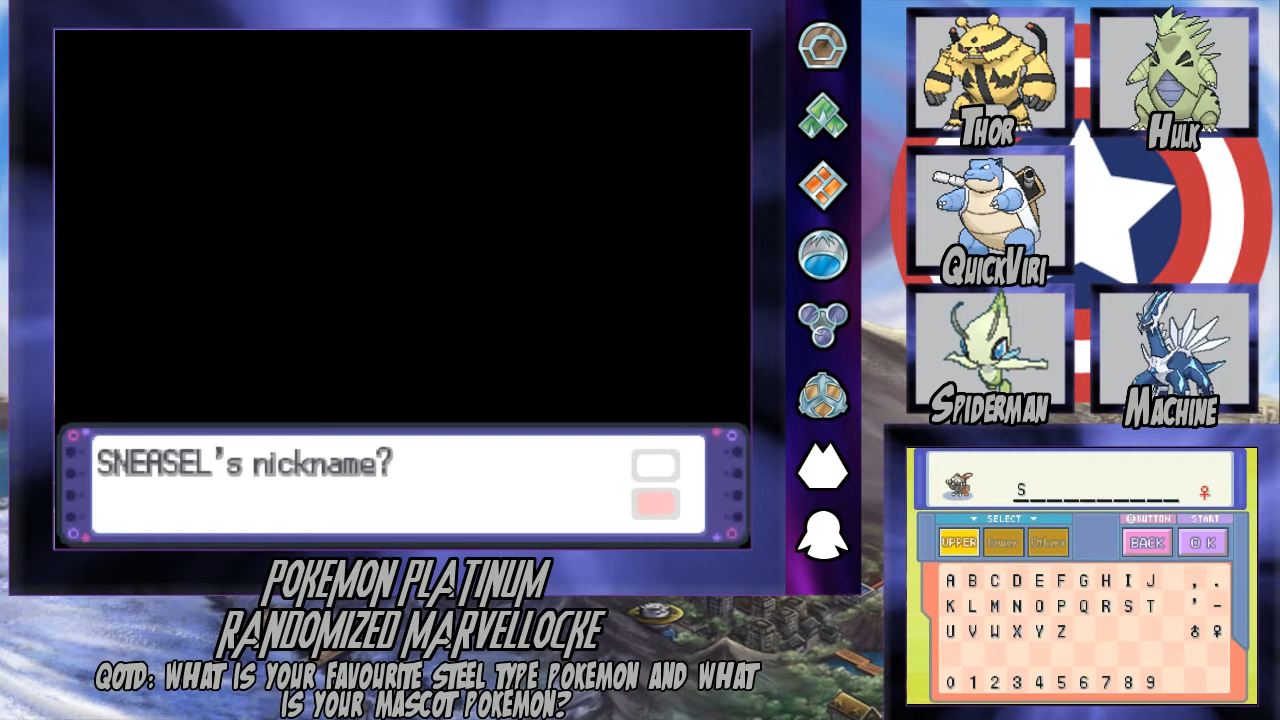 THOR
HULK
QUICKVIRI
SPIDERMAN
MACHINE
SNEASEL's nickname?
S
SELECT
BUTTON
START
UPPER
lower
Others
BACK
OK
A B C D E F G H I J , .
K L M N O P Q R S T ' -
U V W X Y Z ♂ ♀
0 1 2 3 4 5 6 7 8 9
POKEMON PLATINUM
RANDOMIZED MARVELLOCKE
QOTD: WHAT IS YOUR FAVOURITE STEEL TYPE POKEMON AND WHAT
IS YOUR MASCOT POKEMON?